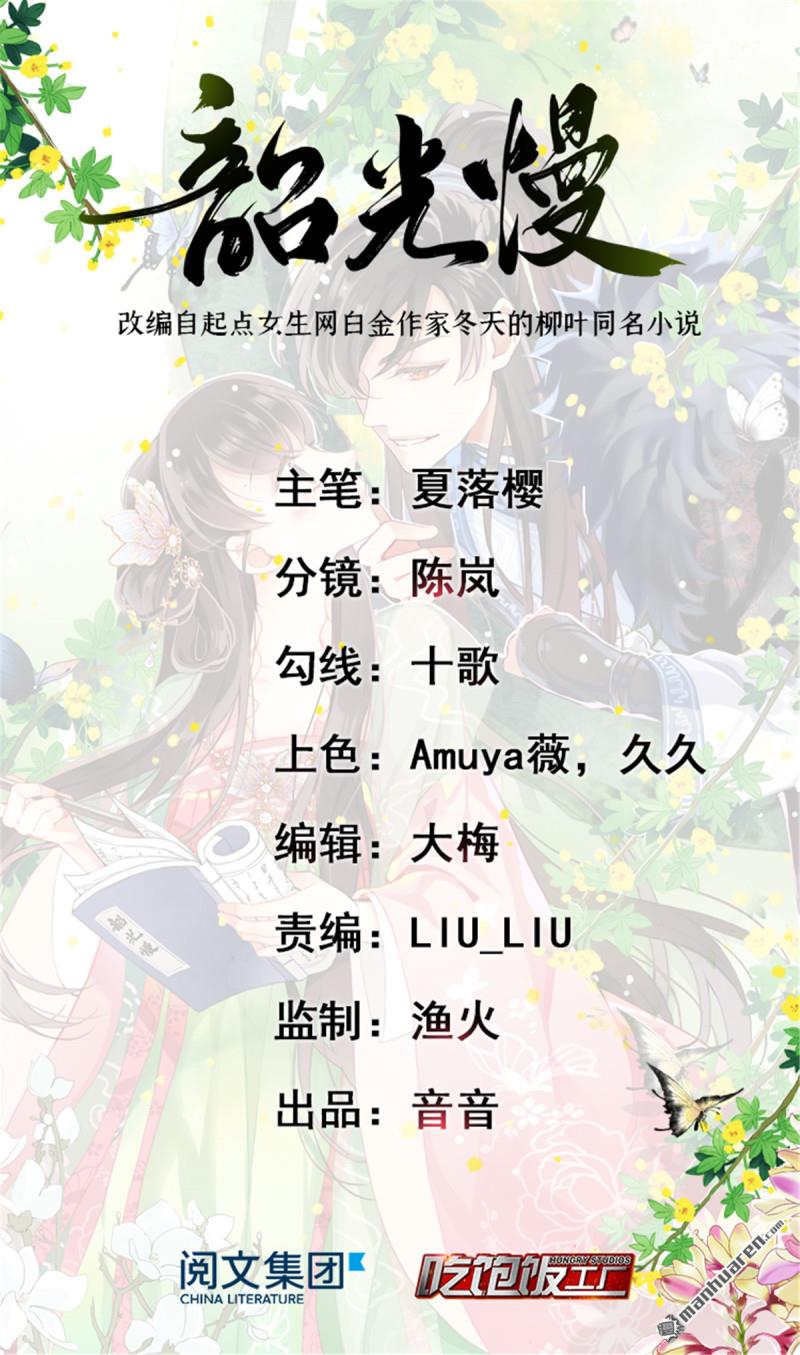 韶光慢
改编自起点女生网白金作家冬天的柳叶同名小说
主笔：夏落樱
分镜：陈岚
勾线：十歌
上色：Amuya薇，久久
编辑：大梅
韶光慢
责编：LIU_LIU
监制：渔火
出品：音音
阅文集团
CHINA LITERATURE
HUNGRY STUDIOS
吃饱饭工厂
manhuaren.com